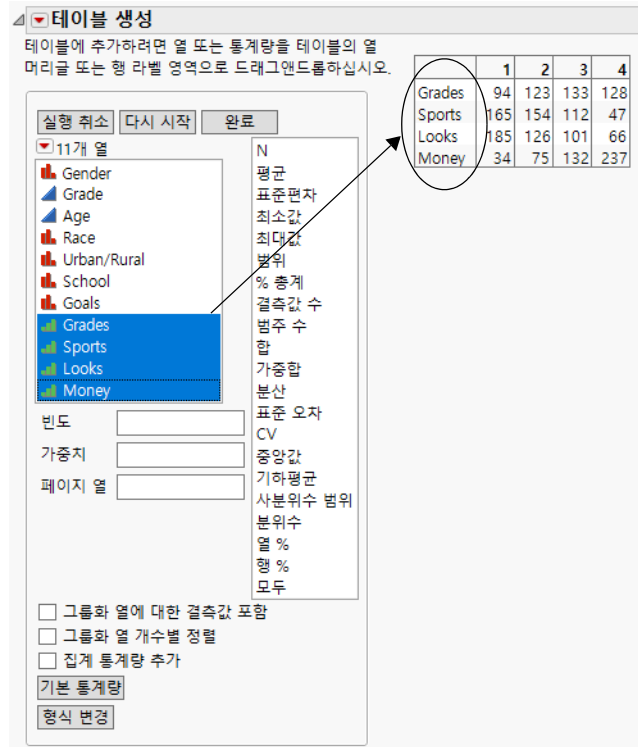 테이블 생성
테이블에 추가하려면 열 또는 통계량을 테이블의 열
머리글 또는 행 라벨 영역으로 드래그앤드롭하십시오.
실행 취소 다시 시작 완료
11개 열
Gender
Grade
Age
Race
Urban/Rural
School
Goals
Grades
Sports
Looks
Money
빈도
가중치
페이지 열
N
평균
표준편차
최소값
최대값
범위
% 총계
결측값 수
범주 수
합
가중합
분산
표준 오차
CV
중앙값
기하평균
사분위수 범위
분위수
열 %
행 %
모두
그룹화 열에 대한 결측값 포함
그룹화 열 개수별 정렬
집계 통계량 추가
기본 통계량
형식 변경
1 2 3 4
Grades 94 123 133 128
Sports 165 154 112 47
Looks 185 126 101 66
Money 34 75 132 237